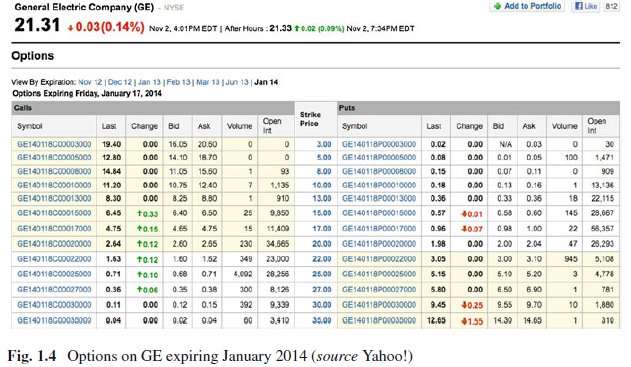 General Electric Company (GE) - NYSE
Add to Portfolio Like 812
21.31 0.03(0.14%) Nov 2, 4:01PM EDT | After Hours : 21.33 0.02 (0.09%) Nov 2, 7:34PM EDT
Options
View By Expiration: Nov 12 | Dec 12 | Jan 13 | Feb 13 | Mar 13 | Jun 13 | Jan 14
Options Expiring Friday, January 17, 2014
Calls Strike Price Puts
Symbol Last Change Bid Ask Volume Open Int Symbol Last Change Bid Ask Volume Open Int
GE140118C00003000 19.40 0.00 16.05 20.60 0 0 3.00 GE140118P00003000 0.02 0.00 N/A 0.03 0 30
GE140118C00005000 12.80 0.00 14.10 18.70 0 0 5.00 GE140118P00005000 0.08 0.00 0.01 0.05 100 1,471
GE140118C00008000 14.84 0.00 11.05 15.60 1 93 8.00 GE140118P00008000 0.15 0.00 0.07 0.11 0 909
GE140118C00010000 11.20 0.00 10.75 12.40 7 1,135 10.00 GE140118P00010000 0.18 0.00 0.13 0.16 1 13,136
GE140118C00013000 8.30 0.00 8.25 8.80 1 910 13.00 GE140118P00013000 0.36 0.00 0.33 0.36 18 22,115
GE140118C00015000 6.45 0.33 6.40 6.50 25 9,850 15.00 GE140118P00015000 0.57 0.01 0.58 0.60 145 28,667
GE140118C00017000 4.75 0.15 4.65 4.75 15 11,409 17.00 GE140118P00017000 0.96 0.07 0.98 1.00 22 56,357
GE140118C00020000 2.64 0.12 2.60 2.65 230 34,665 20.00 GE140118P00020000 1.98 0.00 2.00 2.04 47 26,293
GE140118C00022000 1.63 0.12 1.60 1.62 349 23,000 22.00 GE140118P00022000 3.05 0.00 3.00 3.10 945 5,108
GE140118C00025000 0.71 0.10 0.68 0.71 4,092 28,256 25.00 GE140118P00025000 5.15 0.00 5.10 5.20 3 4,778
GE140118C00027000 0.36 0.06 0.35 0.38 300 8,126 27.00 GE140118P00027000 5.80 0.00 6.50 6.90 1 781
GE140118C00030000 0.11 0.00 0.12 0.15 392 9,339 30.00 GE140118P00030000 9.45 0.25 9.55 9.70 10 1,880
GE140118C00035000 0.04 0.00 0.02 0.04 60 3,410 35.00 GE140118P00035000 12.65 1.55 14.30 14.65 1 310
Fig. 1.4 Options on GE expiring January 2014 (source Yahoo!)